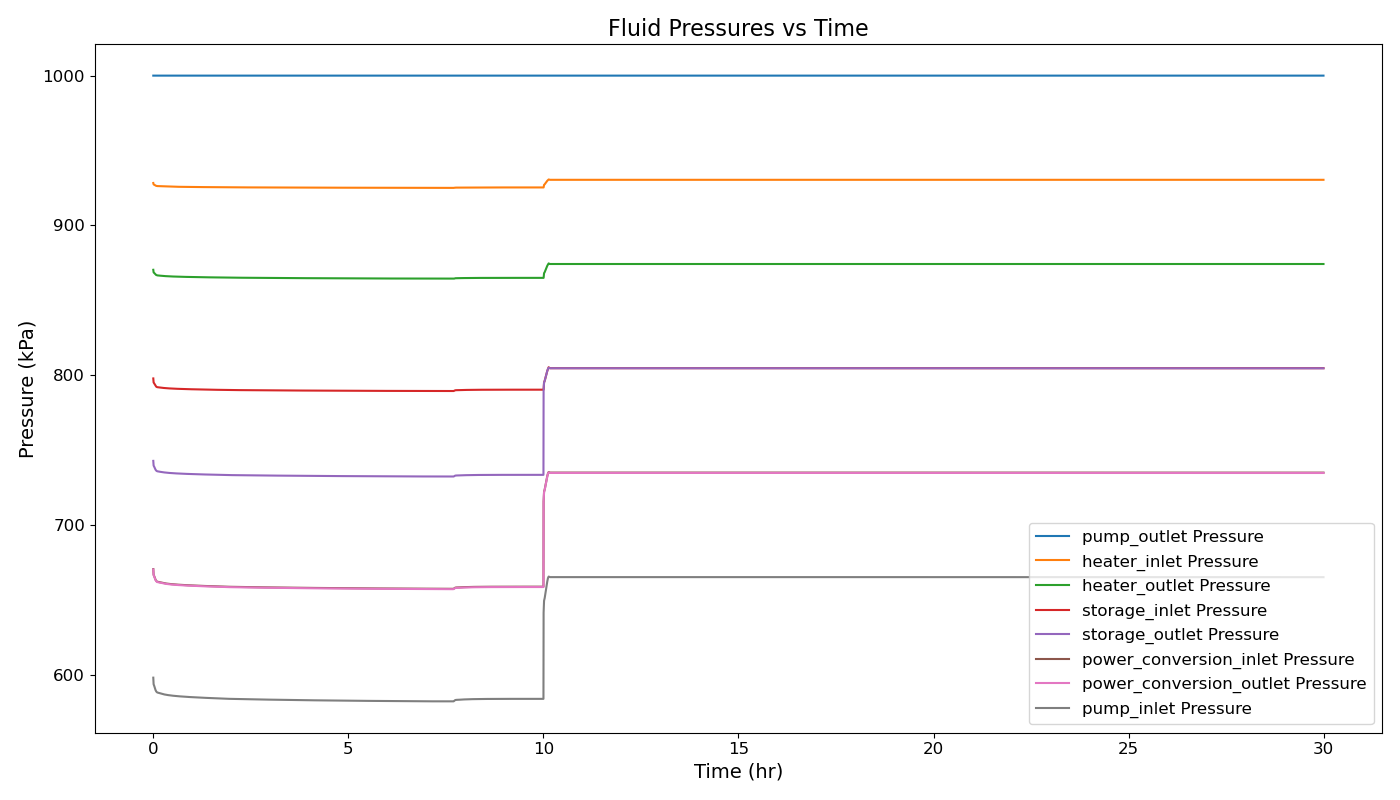 Fluid Pressures vs Time
Pressure (kPa)
1000
900
800
700
600
pump_outlet Pressure
heater_inlet Pressure
heater_outlet Pressure
storage_inlet Pressure
storage_outlet Pressure
power_conversion_inlet Pressure
power_conversion_outlet Pressure
pump_inlet Pressure
0 5 10 15 20 25 30
Time (hr)